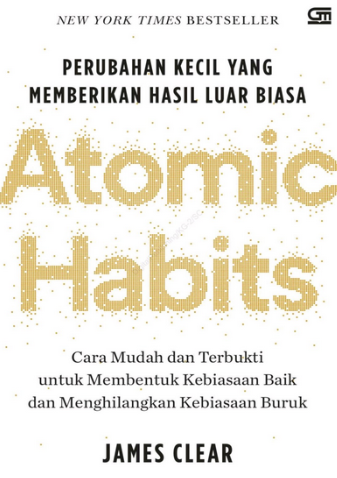 NEW YORK TIMES BESTSELLER
GM
PERUBAHAN KECIL YANG
MEMBERIKAN HASIL LUAR BIASA
Atomic
Habits
Cara Mudah dan Terbukti
untuk Membentuk Kebiasaan Baik
dan Menghilangkan Kebiasaan Buruk
JAMES CLEAR